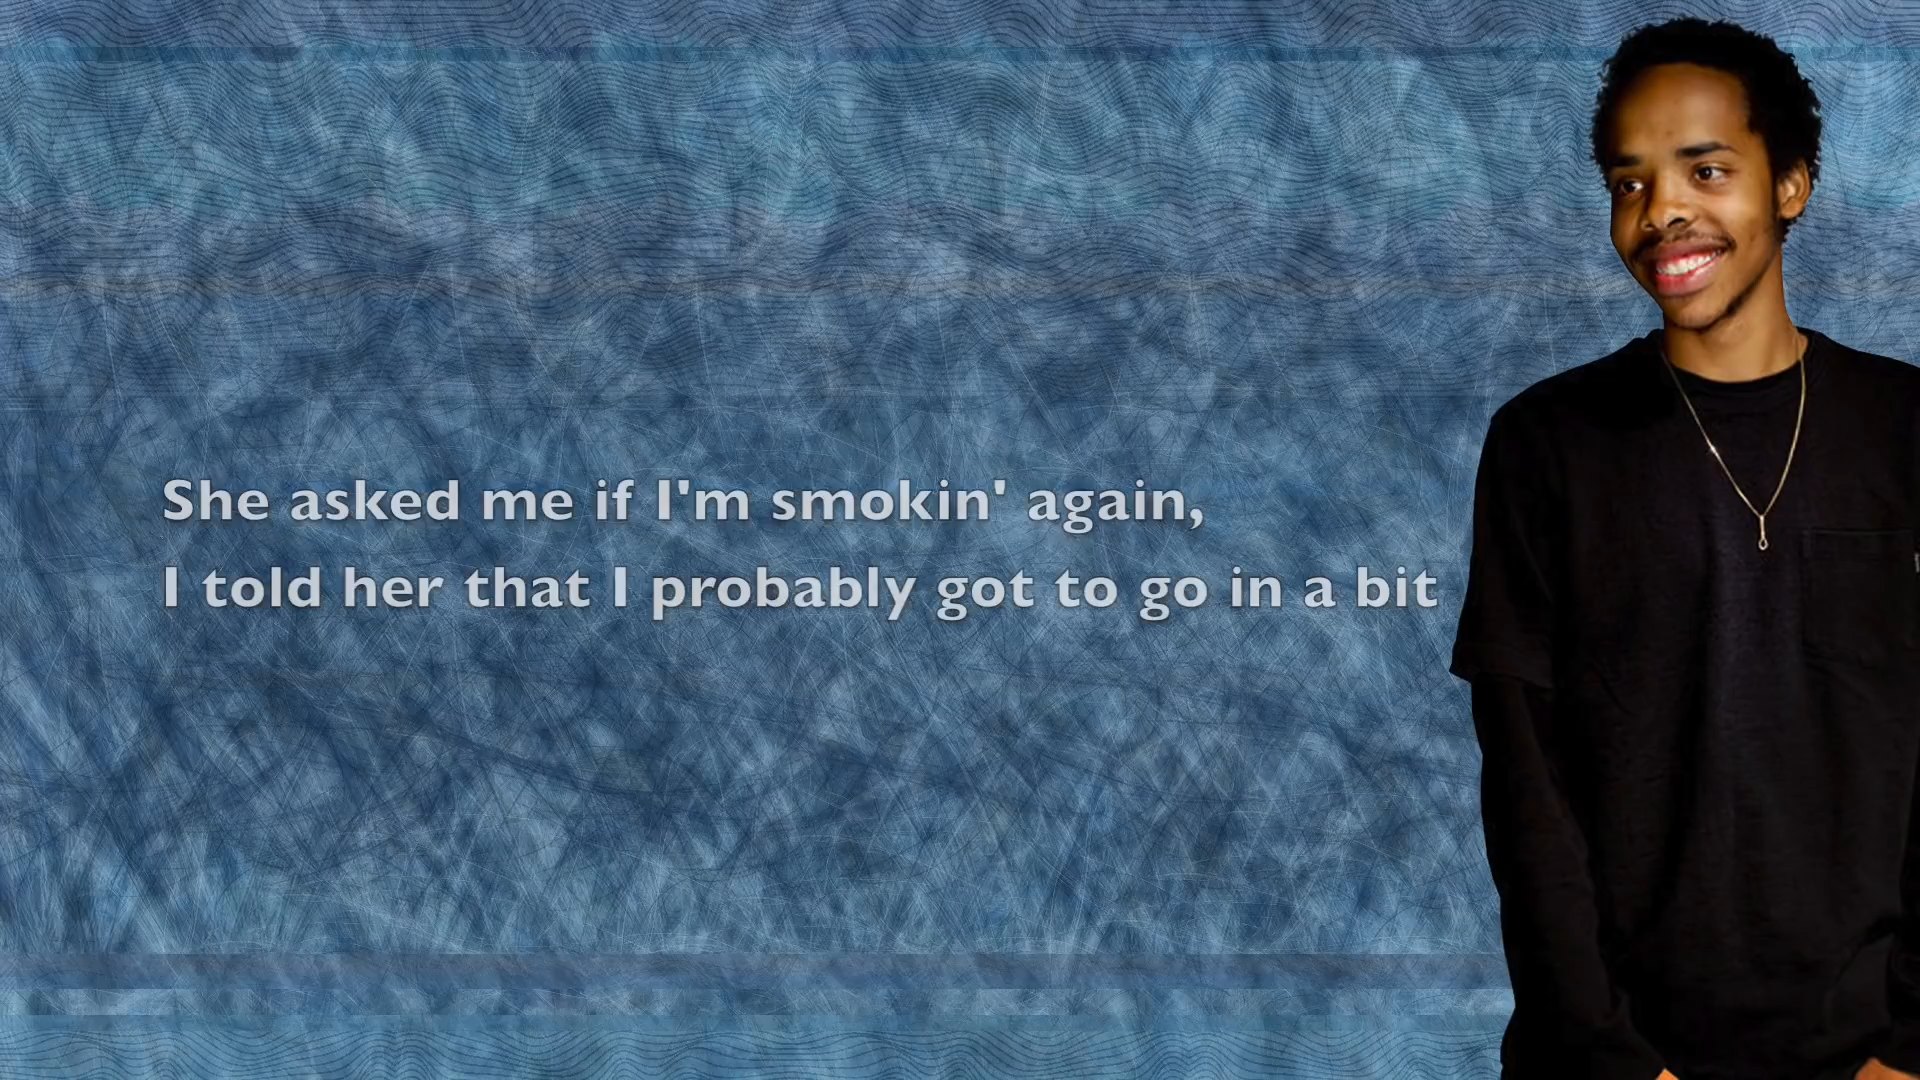 She asked me if I'm smokin' again,
I told her that I probably got to go in a bit